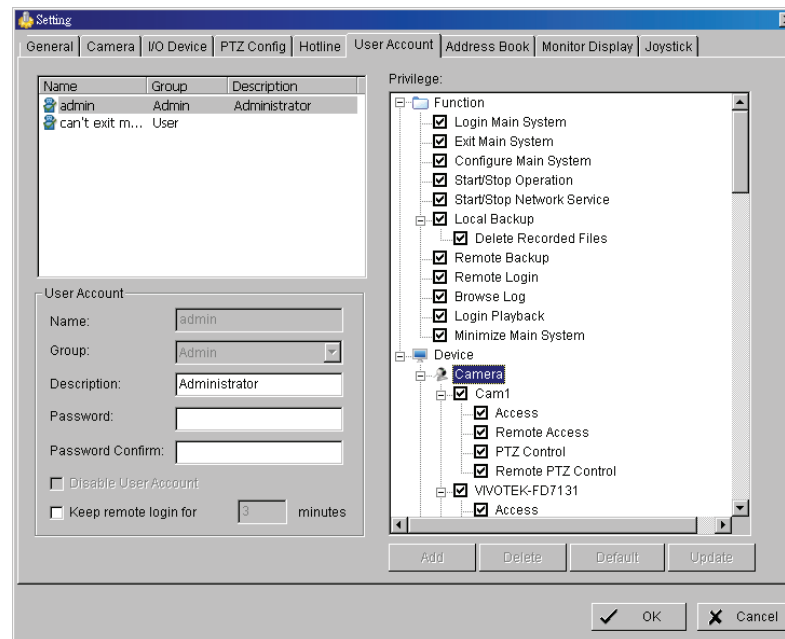 Setting
General Camera I/O Device PTZ Config Hotline User Account Address Book Monitor Display Joystick
Name Group Description
admin Admin Administrator
can't exit m... User
User Account
Name: admin
Group: Admin
Description: Administrator
Password:
Password Confirm:
Disable User Account
Keep remote login for 3 minutes
Privilege:
Function
Login Main System
Exit Main System
Configure Main System
Start/Stop Operation
Start/Stop Network Service
Local Backup
Delete Recorded Files
Remote Backup
Remote Login
Browse Log
Login Playback
Minimize Main System
Device
Camera
Cam1
Access
Remote Access
PTZ Control
Remote PTZ Control
VIVOTEK-FD7131
Access
Add Delete Default Update
OK Cancel